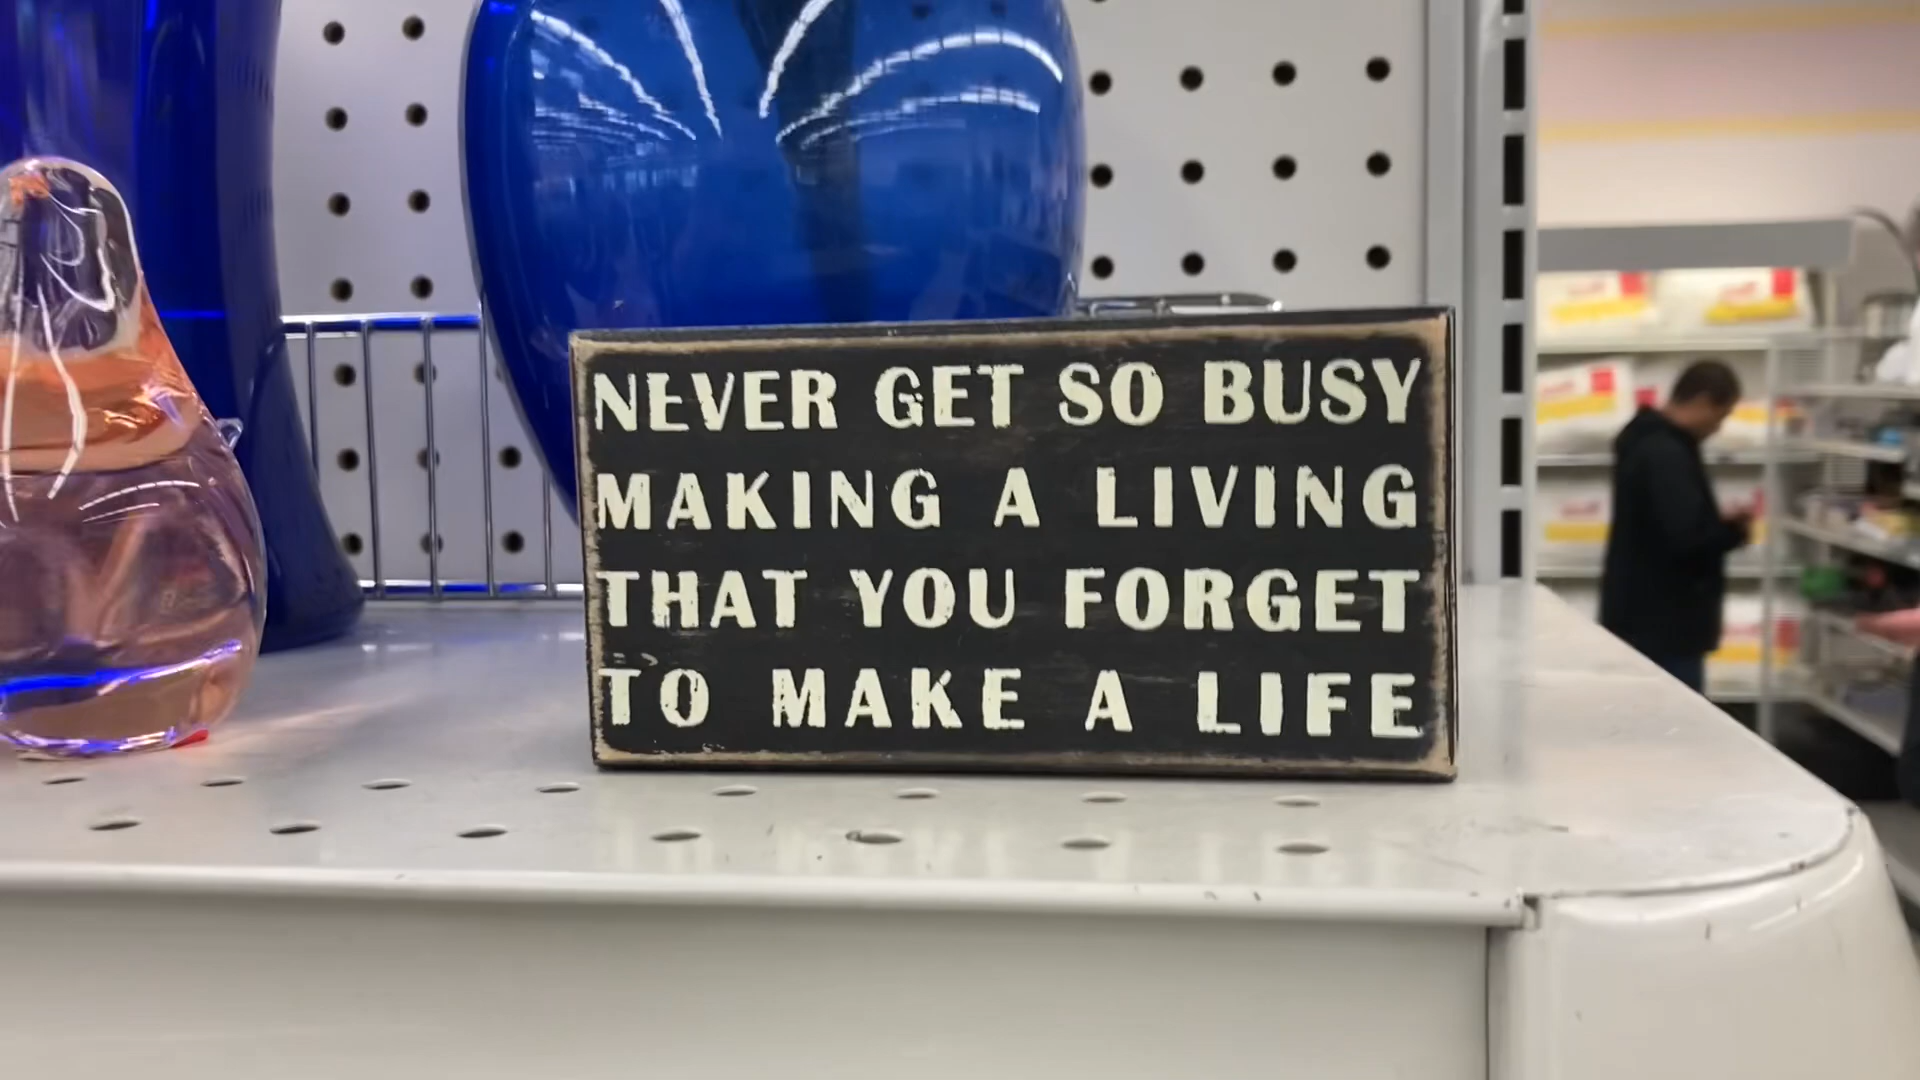 NEVER GET SO BUSY
MAKING A LIVING
THAT YOU FORGET
TO MAKE A LIFE